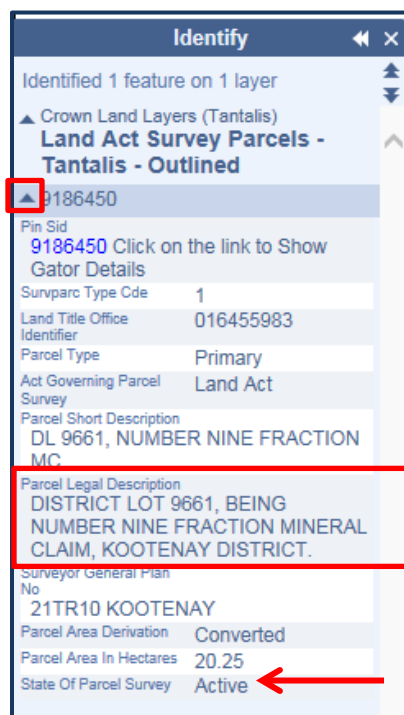 Identify
Identified 1 feature on 1 layer
Crown Land Layers (Tantalis)
Land Act Survey Parcels -
Tantalis - Outlined
9186450
Pin Sid
9186450 Click on the link to Show
Gator Details
Survparc Type Cde 1
Land Title Office
Identifier 016455983
Parcel Type Primary
Act Governing Parcel
Survey Land Act
Parcel Short Description
DL 9661, NUMBER NINE FRACTION
MC
Parcel Legal Description
DISTRICT LOT 9661, BEING
NUMBER NINE FRACTION MINERAL
CLAIM, KOOTENAY DISTRICT.
Surveyor General Plan
No
21TR10 KOOTENAY
Parcel Area Derivation Converted
Parcel Area In Hectares 20.25
State Of Parcel Survey Active